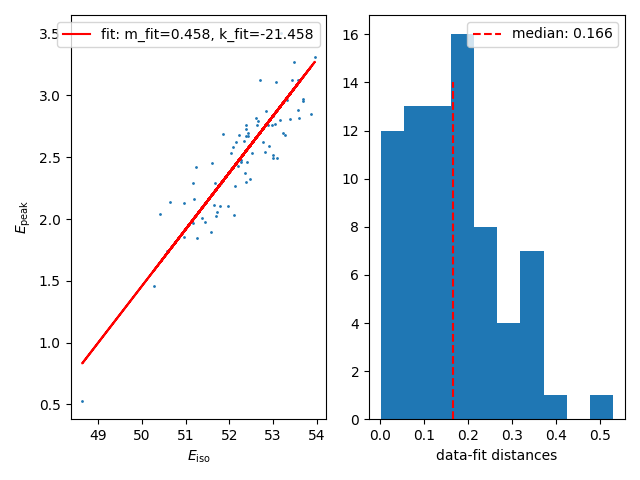 fit: m_fit=0.458, k_fit=-21.458
3.5
3.0
2.5
2.0
1.5
1.0
0.5
E_peak
49 50 51 52 53 54
E_iso
median: 0.166
16
14
12
10
8
6
4
2
0
0.0 0.1 0.2 0.3 0.4 0.5
data-fit distances